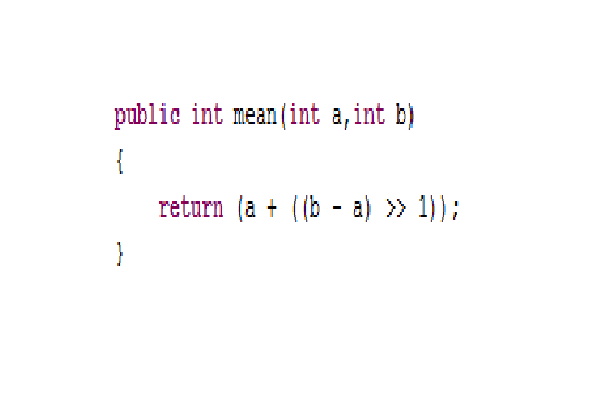 public int mean(int a,int b)
{
return (a + ((b - a) >> 1));
}